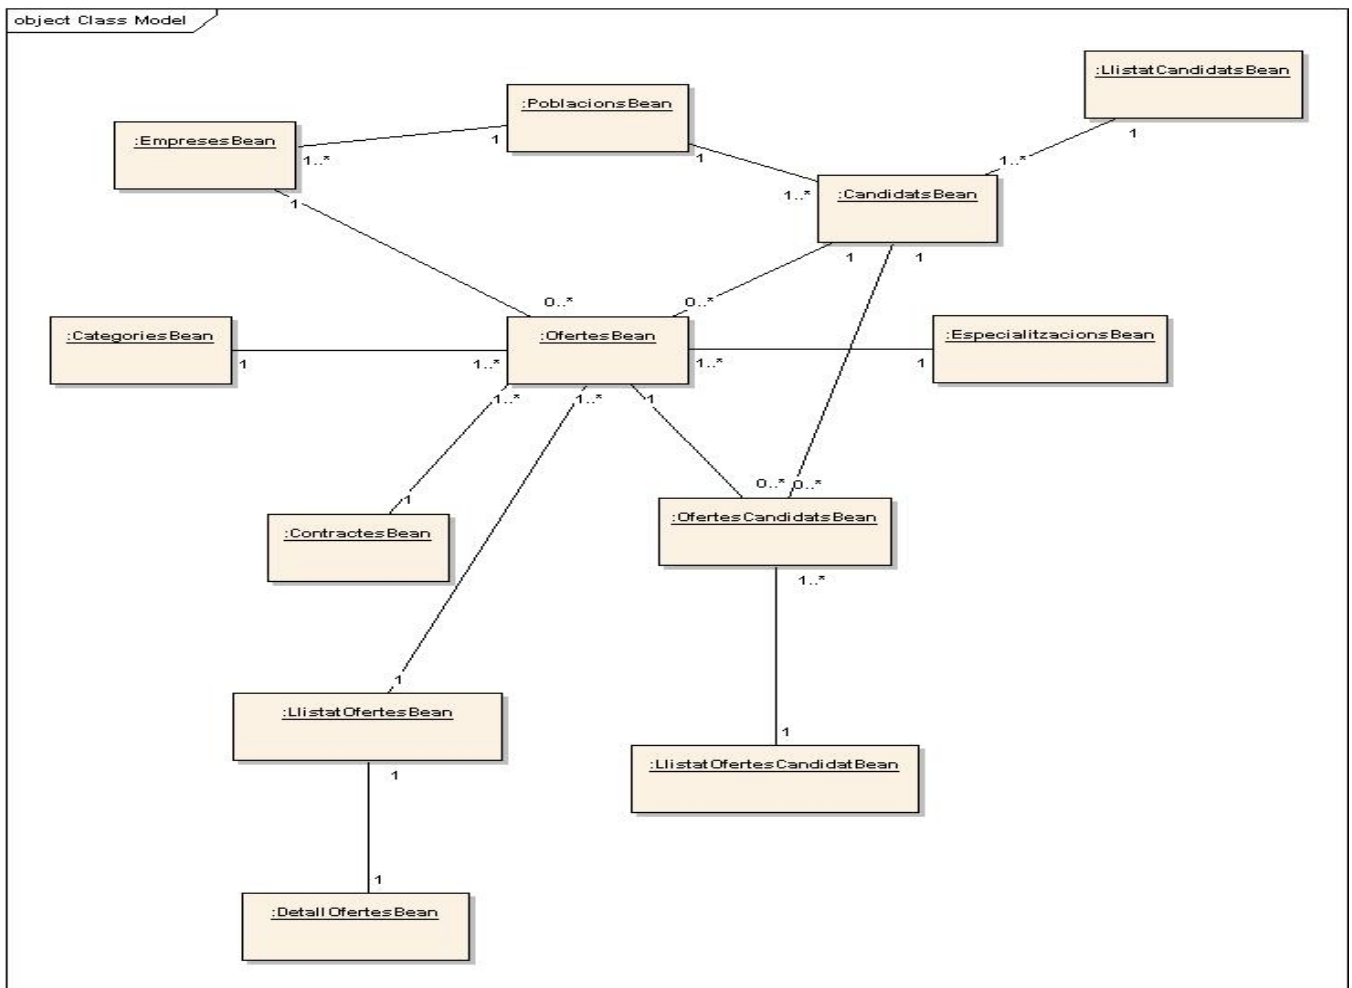 object Class Model
:LlistatCandidatsBean
:PoblacionsBean
:EmpresesBean
1..*
1
1
1..*
1..*
1
:CandidatsBean
1
0..*
0..*
1
1
:CategoriesBean
1
1..*
:OfertesBean
1..*
1
:EspecialitzacionsBean
1..*
1..*
1
0..*
0..*
1
:ContractesBean
:OfertesCandidatsBean
1..*
1
:LlistatOfertesBean
1
1
:LlistatOfertesCandidatBean
1
:DetallOfertesBean